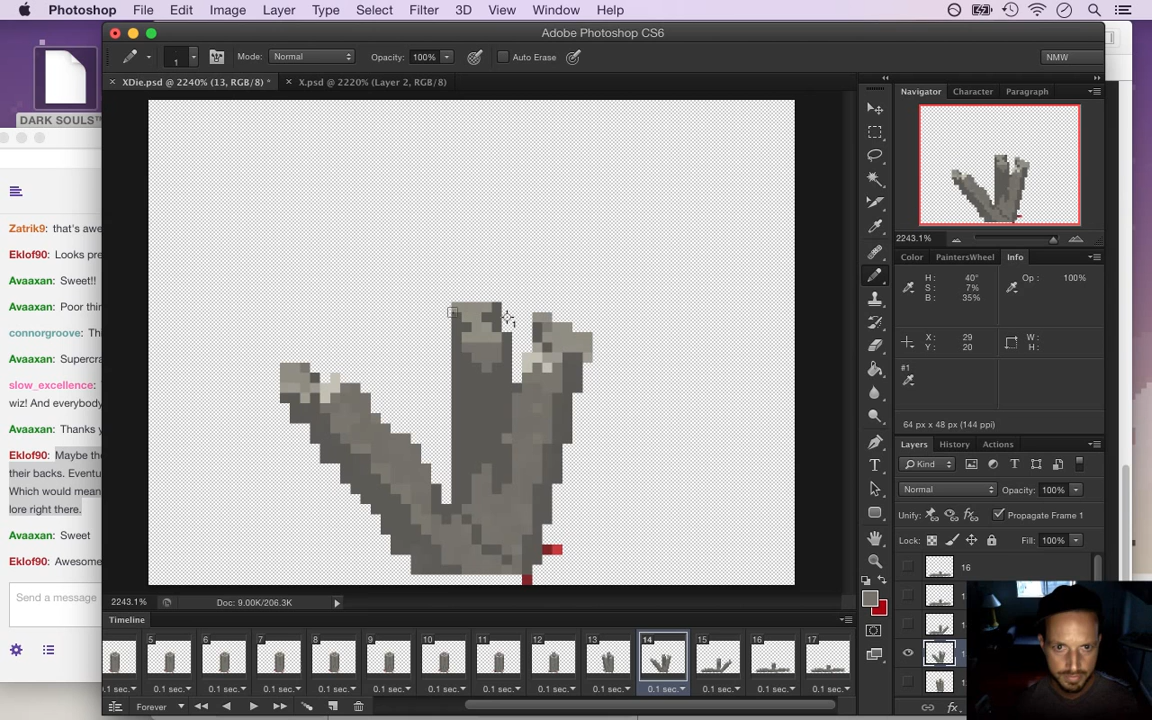 Photoshop File Edit Image Layer Type Select Filter 3D View Window Help
Adobe Photoshop CS6
1 Mode: Normal Opacity: 100% Auto Erase NMW
XDie.psd @ 2240% (13, RGB/8) * X.psd @ 2220% (Layer 2, RGB/8)
DARK SOULS™
Zatrik9: that's awe
Eklof90: Looks pre
Avaaxan: Sweet!!
Avaaxan: Poor thin
connorgroove: The
Avaaxan: Supercra
slow_excellence: 
wiz! And everybody
Avaaxan: Thanks y
Eklof90: Maybe the
their backs. Eventu
Which would mean
lore right there.
Avaaxan: Sweet
Eklof90: Awesome
Send a message
Navigator Character Paragraph
2243.1%
Color PaintersWheel Info
H: 40° Op: 100%
S: 7%
B: 35%
X: 29 W:
Y: 20 H:
#1
64 px x 48 px (144 ppi)
Layers History Actions
Kind
Normal Opacity: 100%
Unify: Propagate Frame 1
Lock: Fill: 100%
16
2243.1% Doc: 9.00K/206.3K
Timeline
5 6 7 8 9 10 11 12 13 14 15 16 17
0.1 sec. 0.1 sec. 0.1 sec. 0.1 sec. 0.1 sec. 0.1 sec. 0.1 sec. 0.1 sec. 0.1 sec. 0.1 sec. 0.1 sec. 0.1 sec. 0.1 sec.
Forever